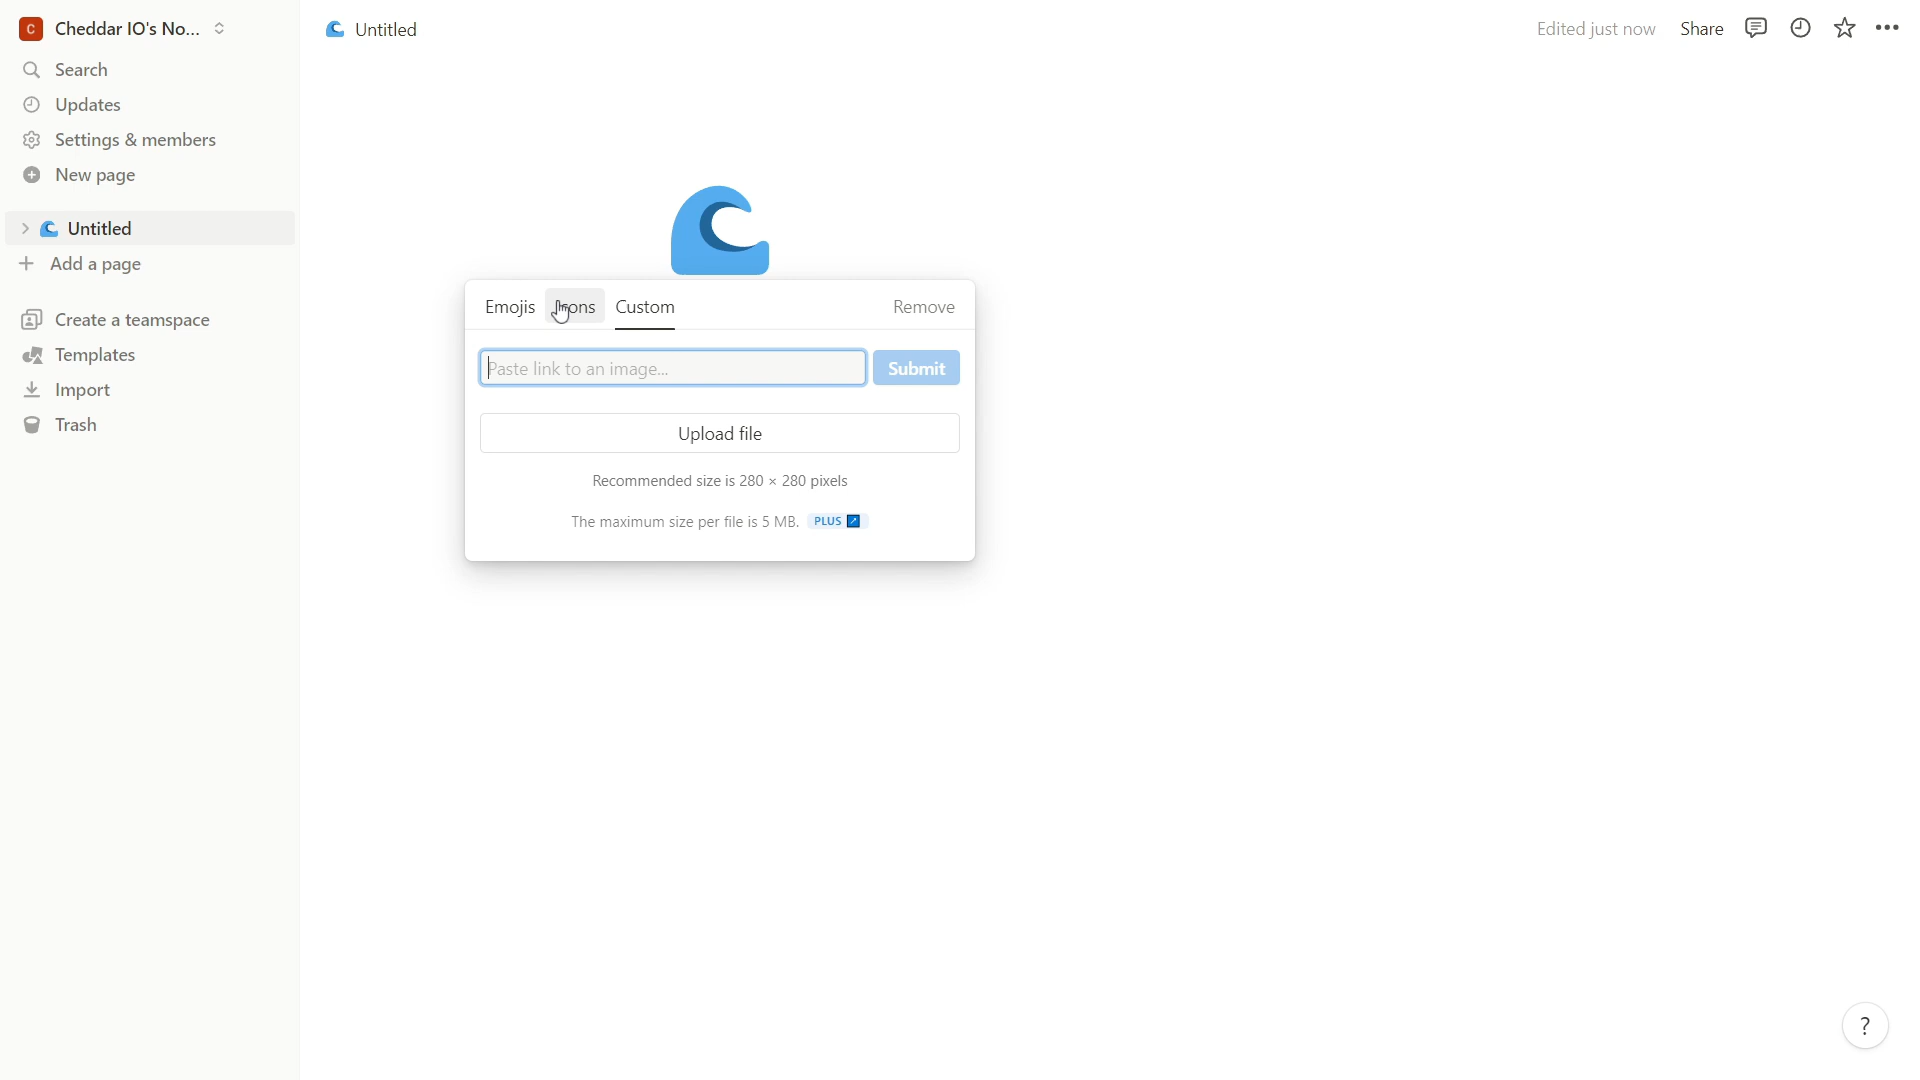 C Cheddar IO's No...
Search
Updates
Settings & members
New page
Untitled
Add a page
Create a teamspace
Templates
Import
Trash
Untitled
Edited just now Share
Emojis Icons Custom Remove
Paste link to an image... Submit
Upload file
Recommended size is 280 × 280 pixels
The maximum size per file is 5 MB. PLUS
?